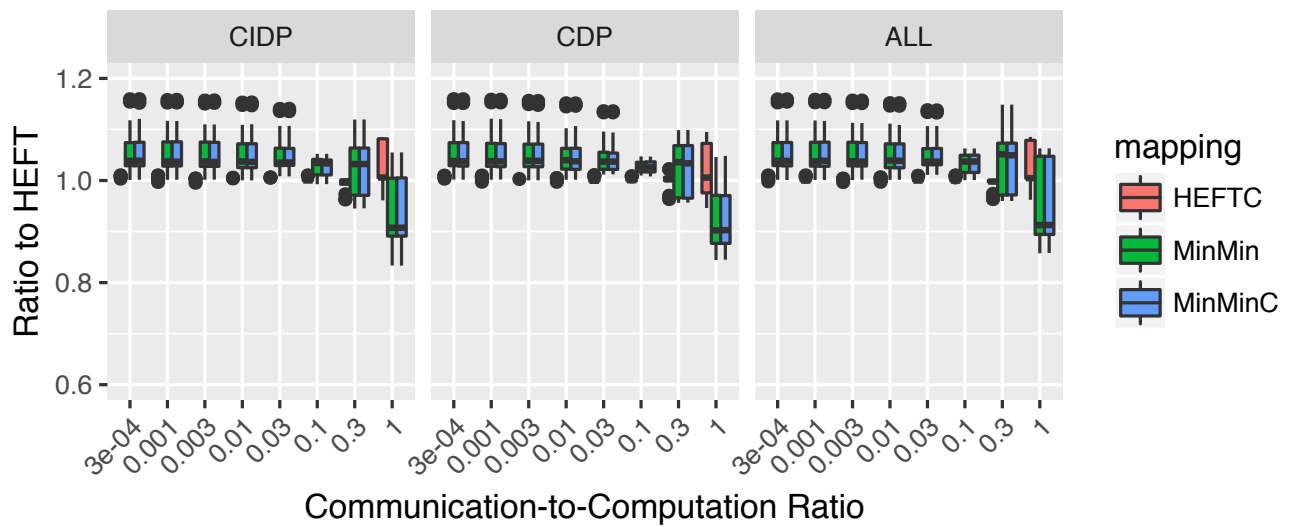 CIDP CDP ALL
Ratio to HEFT
1.2
1.0
0.8
0.6
3e-04 0.001 0.003 0.01 0.03 0.1 0.3 1
3e-04 0.001 0.003 0.01 0.03 0.1 0.3 1
3e-04 0.001 0.003 0.01 0.03 0.1 0.3 1
Communication-to-Computation Ratio
mapping
HEFTC
MinMin
MinMinC